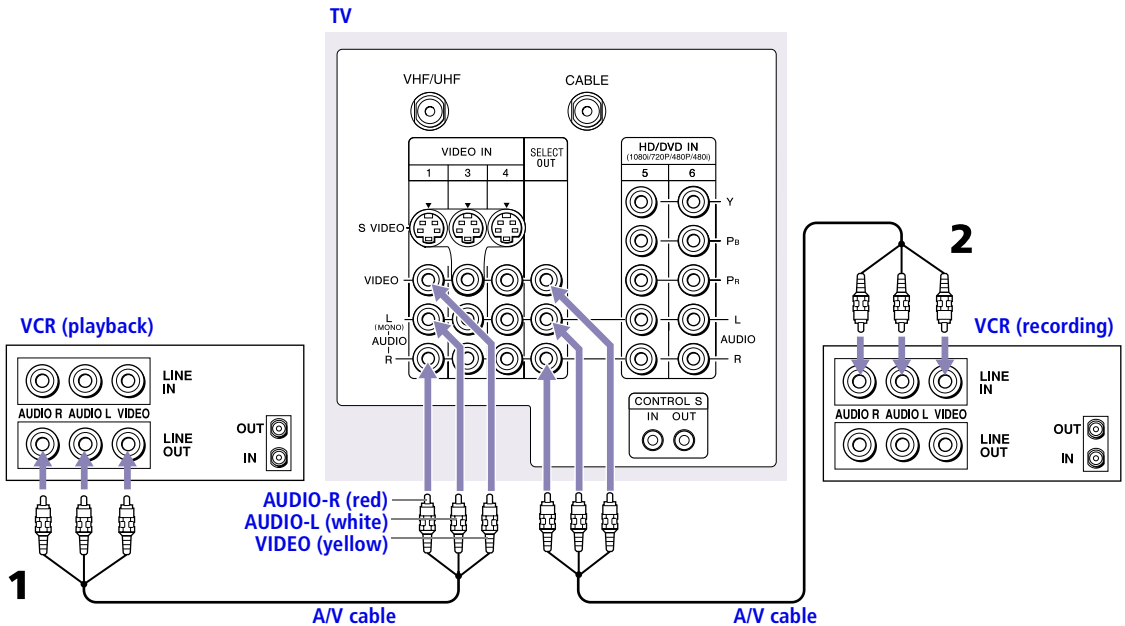 TV
VHF/UHF
CABLE
VIDEO IN
1 3 4
SELECT
OUT
HD/DVD IN
(1080i/720P/480P/480i)
5 6
S VIDEO
VIDEO
L
(MONO)
AUDIO
R
Y
PB
PR
L
AUDIO
R
CONTROL S
IN OUT
VCR (playback)
LINE
IN
AUDIO R AUDIO L VIDEO
LINE
OUT
OUT
IN
1
AUDIO-R (red)
AUDIO-L (white)
VIDEO (yellow)
A/V cable
A/V cable
2
VCR (recording)
LINE
IN
AUDIO R AUDIO L VIDEO
LINE
OUT
OUT
IN